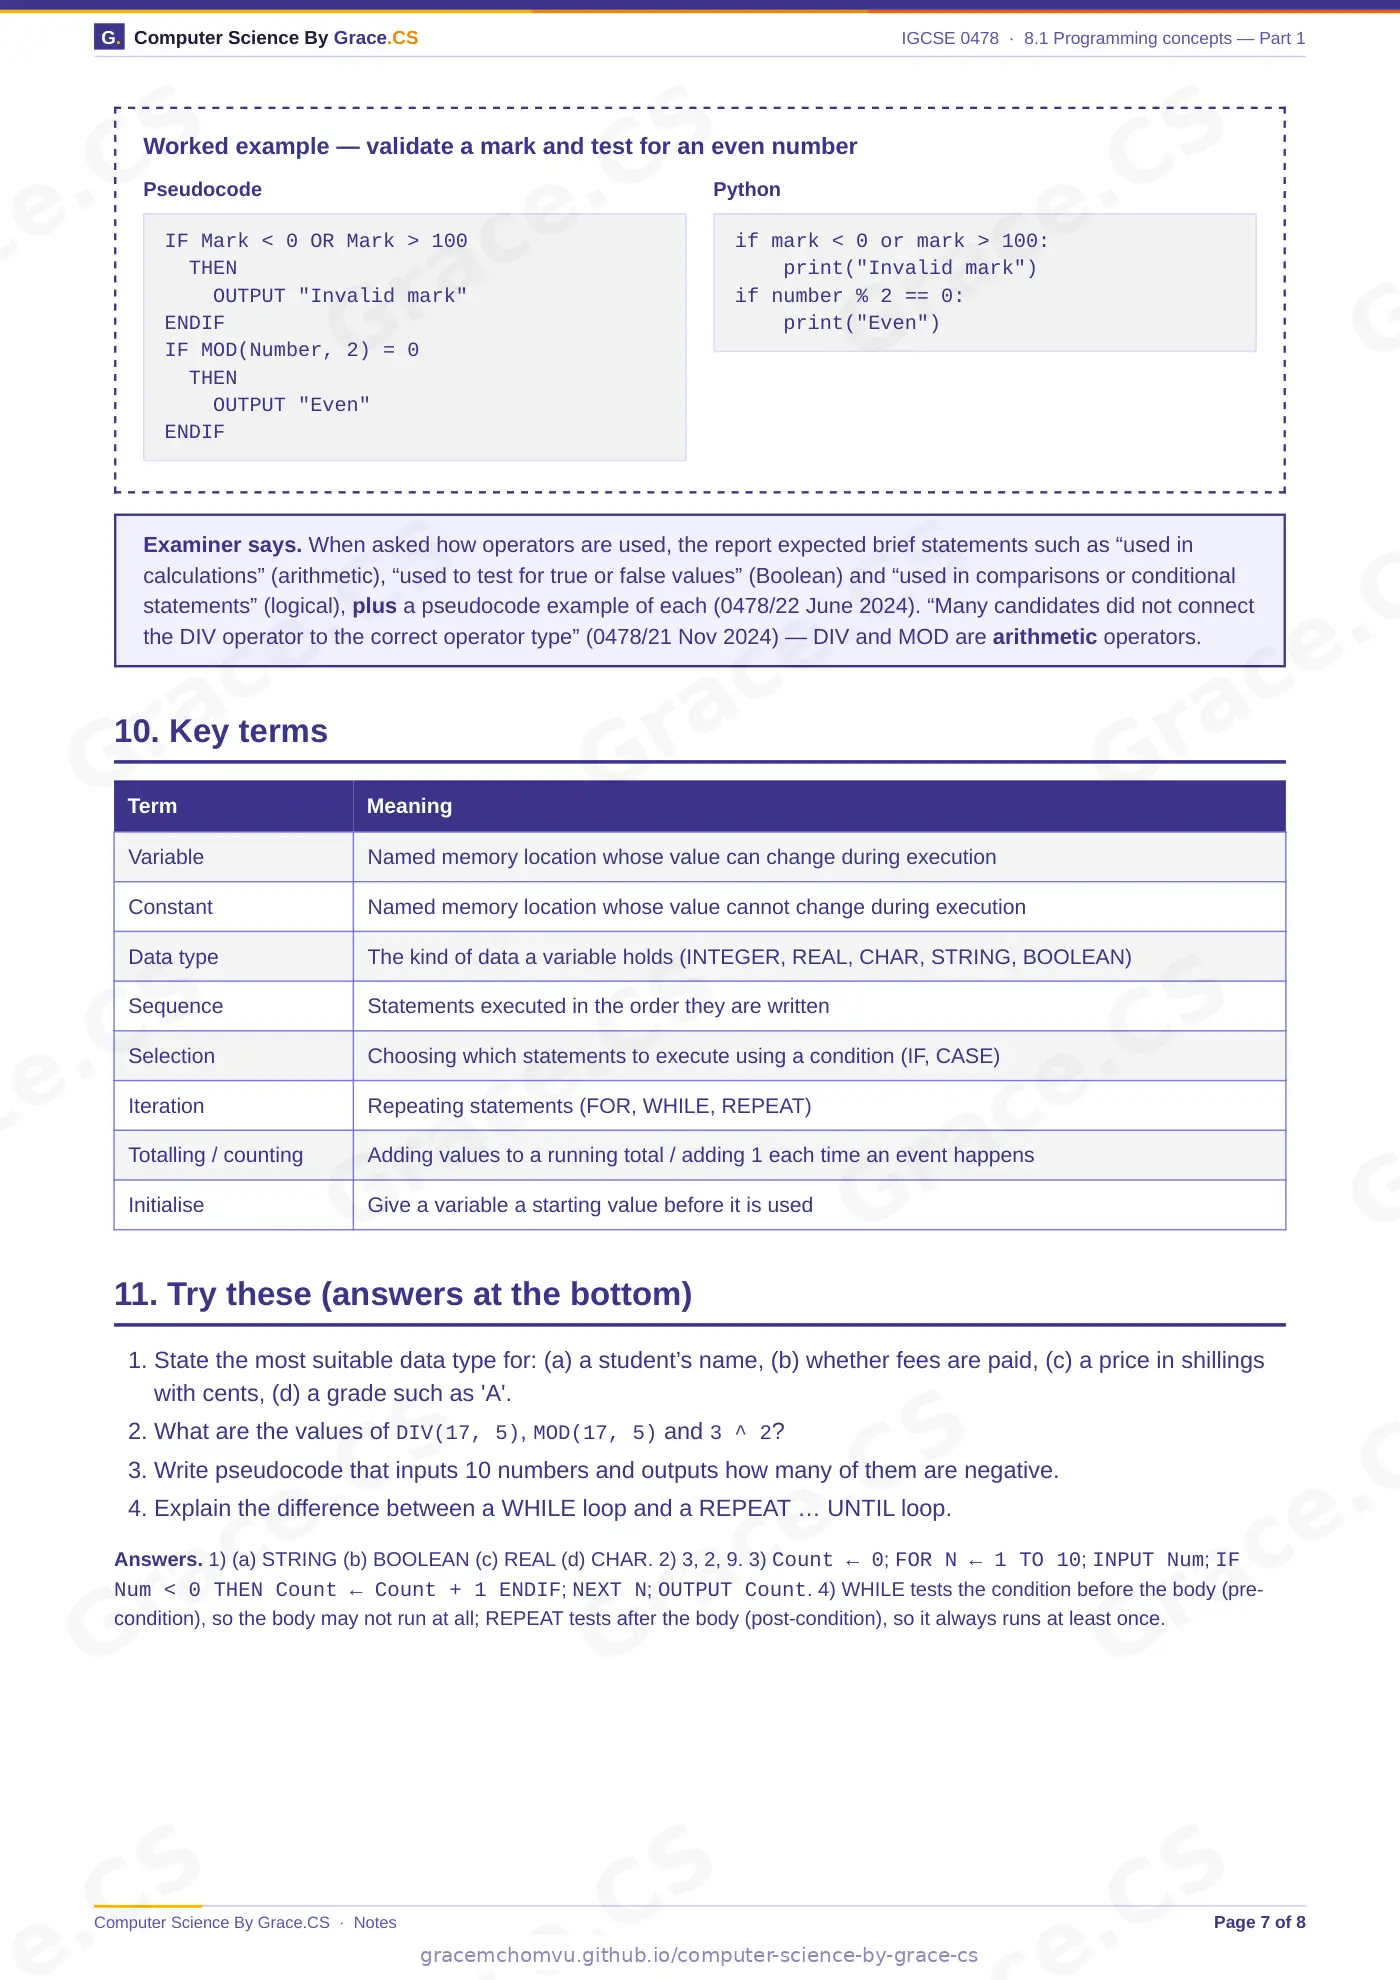 G. Computer Science By Grace.CS
IGCSE 0478 · 8.1 Programming concepts — Part 1
Worked example — validate a mark and test for an even number
Pseudocode
IF Mark < 0 OR Mark > 100
  THEN
    OUTPUT "Invalid mark"
ENDIF
IF MOD(Number, 2) = 0
  THEN
    OUTPUT "Even"
ENDIF
Python
if mark < 0 or mark > 100:
    print("Invalid mark")
if number % 2 == 0:
    print("Even")
Examiner says. When asked how operators are used, the report expected brief statements such as “used in
calculations” (arithmetic), “used to test for true or false values” (Boolean) and “used in comparisons or conditional
statements” (logical), plus a pseudocode example of each (0478/22 June 2024). “Many candidates did not connect
the DIV operator to the correct operator type” (0478/21 Nov 2024) — DIV and MOD are arithmetic operators.
10. Key terms
Term Meaning
Variable Named memory location whose value can change during execution
Constant Named memory location whose value cannot change during execution
Data type The kind of data a variable holds (INTEGER, REAL, CHAR, STRING, BOOLEAN)
Sequence Statements executed in the order they are written
Selection Choosing which statements to execute using a condition (IF, CASE)
Iteration Repeating statements (FOR, WHILE, REPEAT)
Totalling / counting Adding values to a running total / adding 1 each time an event happens
Initialise Give a variable a starting value before it is used
11. Try these (answers at the bottom)
1. State the most suitable data type for: (a) a student’s name, (b) whether fees are paid, (c) a price in shillings
with cents, (d) a grade such as 'A'.
2. What are the values of DIV(17, 5), MOD(17, 5) and 3 ^ 2?
3. Write pseudocode that inputs 10 numbers and outputs how many of them are negative.
4. Explain the difference between a WHILE loop and a REPEAT … UNTIL loop.
Answers. 1) (a) STRING (b) BOOLEAN (c) REAL (d) CHAR. 2) 3, 2, 9. 3) Count ← 0; FOR N ← 1 TO 10; INPUT Num; IF
Num < 0 THEN Count ← Count + 1 ENDIF; NEXT N; OUTPUT Count. 4) WHILE tests the condition before the body (pre-
condition), so the body may not run at all; REPEAT tests after the body (post-condition), so it always runs at least once.
Computer Science By Grace.CS · Notes
Page 7 of 8
gracemchomvu.github.io/computer-science-by-grace-cs